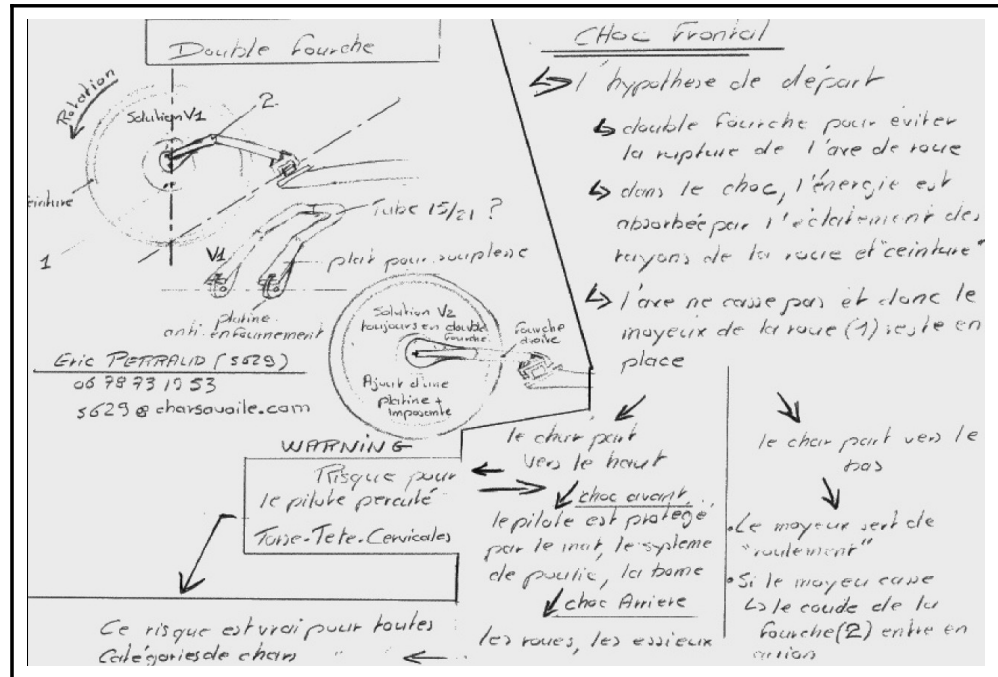 Double fourche
Rotation
Solution V1
2
einture
1
Tube 15/21 ?
V1
plat pour souplesse
platine
anti-enfournement
Solution V2
toujours en double
fourche
fourche
droite
Ajout d'une
platine +
Imposante
Eric PERRAUD (5629)
06 78 73 19 53
5629@charavoile.com
CHoc Frontal
l'hypothese de départ
double fourche pour éviter
la rupture de l'axe de roue
dans le choc, l'énergie est
absorbée par l'éclatement des
rayons de la roue et "ceinture"
l'axe ne casse pas et donc le
moyeux de la roue (1) reste en
place
le char part
vers le haut
choc avant
le pilote est protégé
par le mat, le système
de poulie, la bome
choc Arriere
les roues, les essieux
le char part vers le
bas
• Le moyeux sert de
"roulement"
• Si le moyeu casse
le coude de la
fourche (2) entre en
action
WARNING
Risque pour
le pilote percuté
Torse-Tete-Cervicales
Ce risque est vrai pour toutes
Catégories de chars